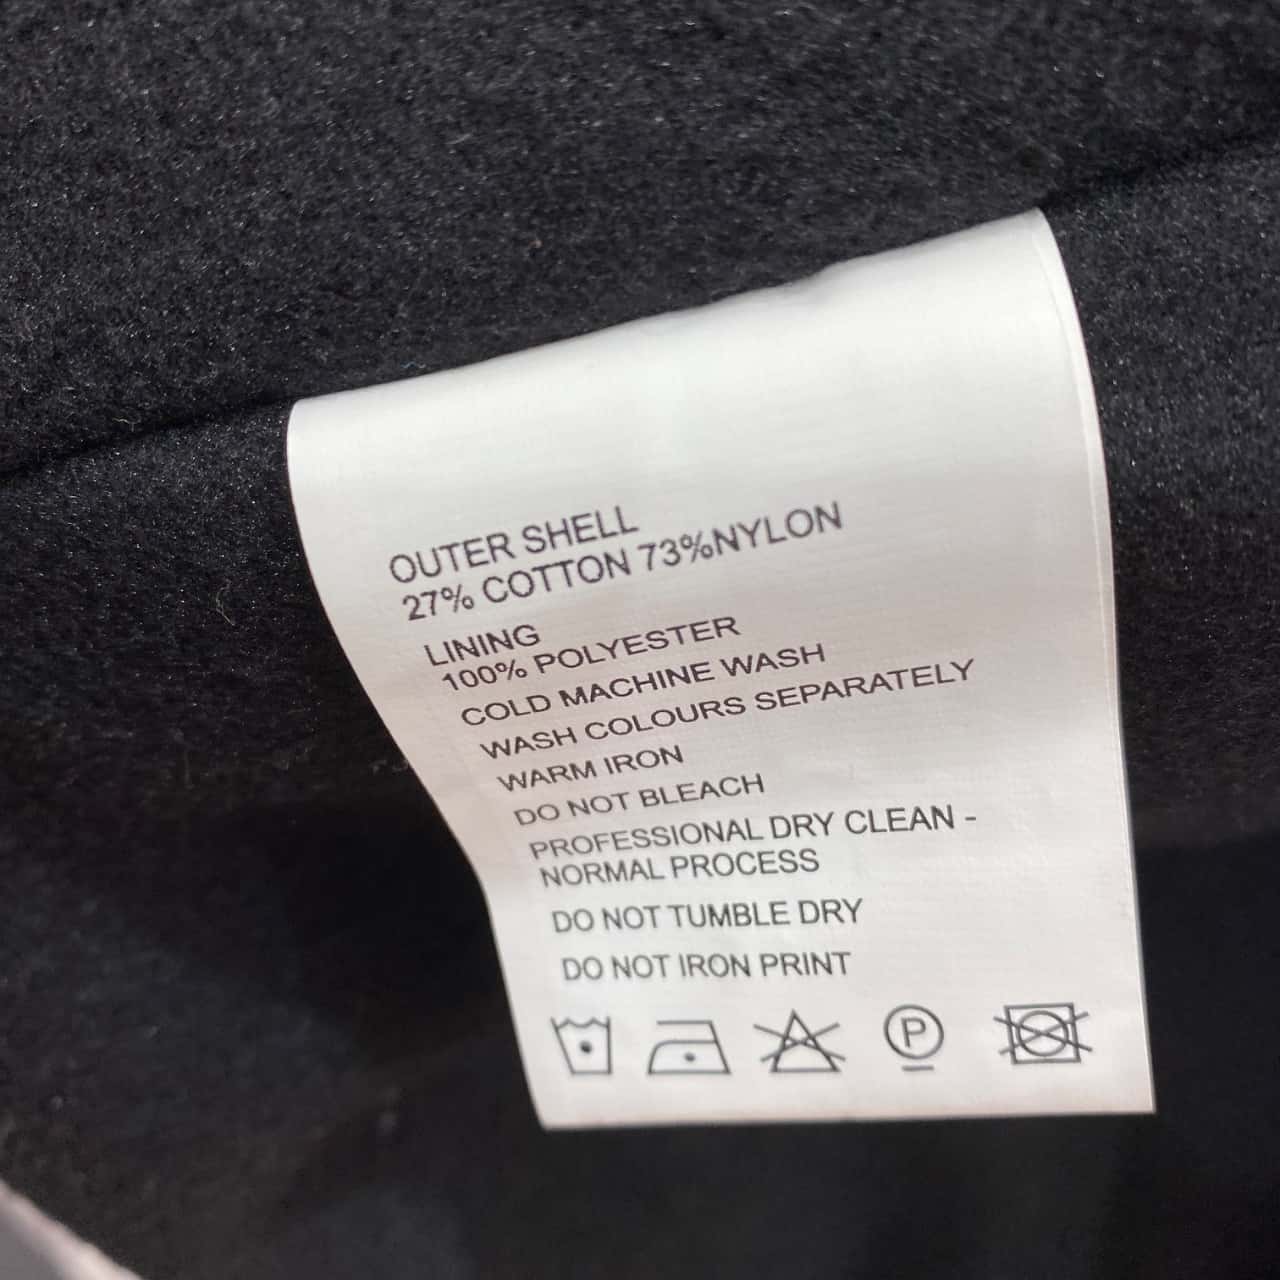 OUTER SHELL
27% COTTON 73%NYLON
LINING
100% POLYESTER
COLD MACHINE WASH
WASH COLOURS SEPARATELY
WARM IRON
DO NOT BLEACH
PROFESSIONAL DRY CLEAN -
NORMAL PROCESS
DO NOT TUMBLE DRY
DO NOT IRON PRINT
P